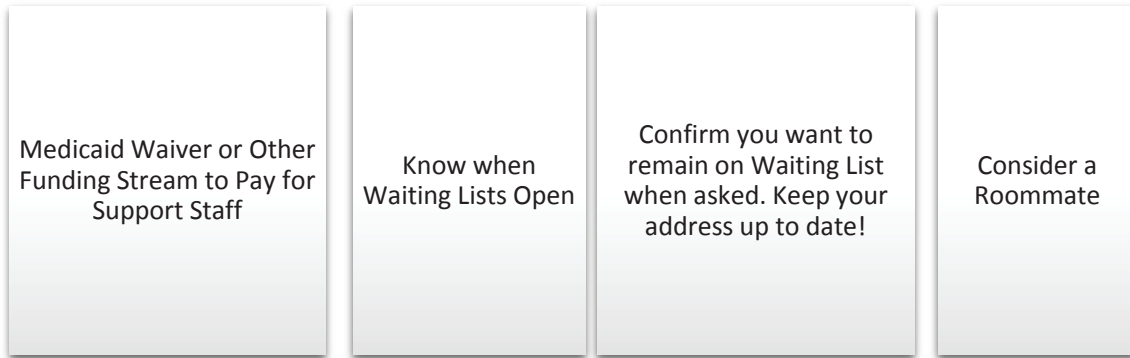 Medicaid Waiver or Other
Funding Stream to Pay for
Support Staff
Know when
Waiting Lists Open
Confirm you want to
remain on Waiting List
when asked. Keep your
address up to date!
Consider a
Roommate